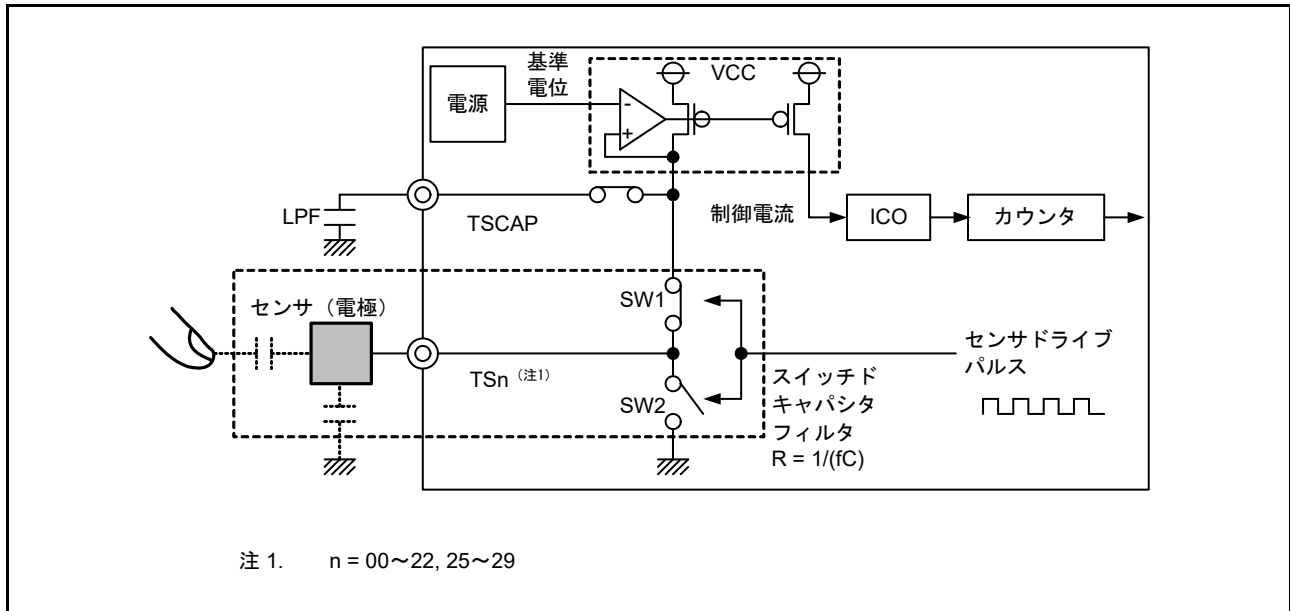 基準
電位
VCC
電源
-
+
LPF
TSCAP
制御電流
ICO
カウンタ
センサ（電極）
SW1
TSn（注1）
SW2
センサドライブ
パルス
スイッチド
キャパシタ
フィルタ
R = 1/(fC)
注 1. n = 00～22, 25～29